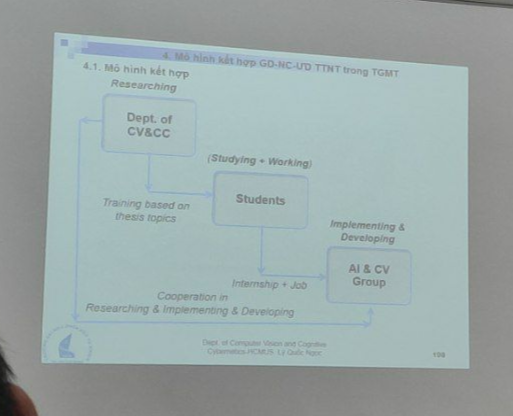 4. Mô hình kết hợp GD-NC-ƯD TTNT trong TGMT
4.1. Mô hình kết hợp
Researching
Dept. of
CV&CC
(Studying + Working)
Training based on
thesis topics
Students
Implementing &
Developing
Internship + Job
AI & CV
Group
Cooperation in
Researching & Implementing & Developing
Dept. of Computer Vision and Cognitive
Cybernetics-HCMUS- Lý Quốc Ngọc